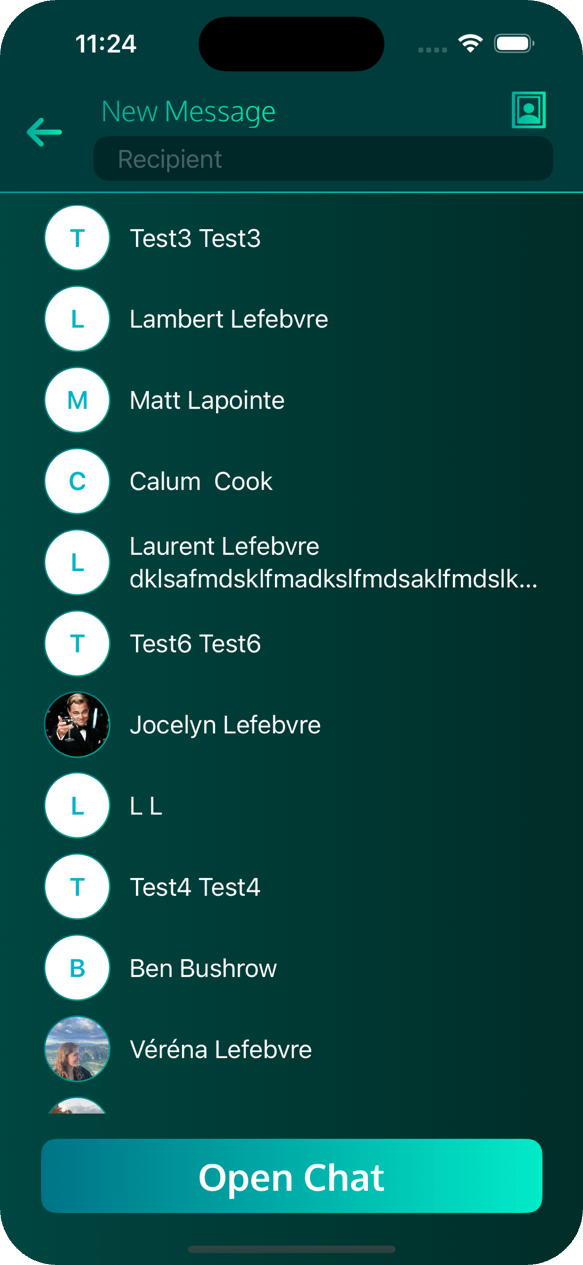 11:24
New Message
Recipient
T Test3 Test3
L Lambert Lefebvre
M Matt Lapointe
C Calum  Cook
L Laurent Lefebvre
dklsafmdsklfmadkslfmdsaklfmdslk...
T Test6 Test6
Jocelyn Lefebvre
L L L
T Test4 Test4
B Ben Bushrow
Véréna Lefebvre
Open Chat